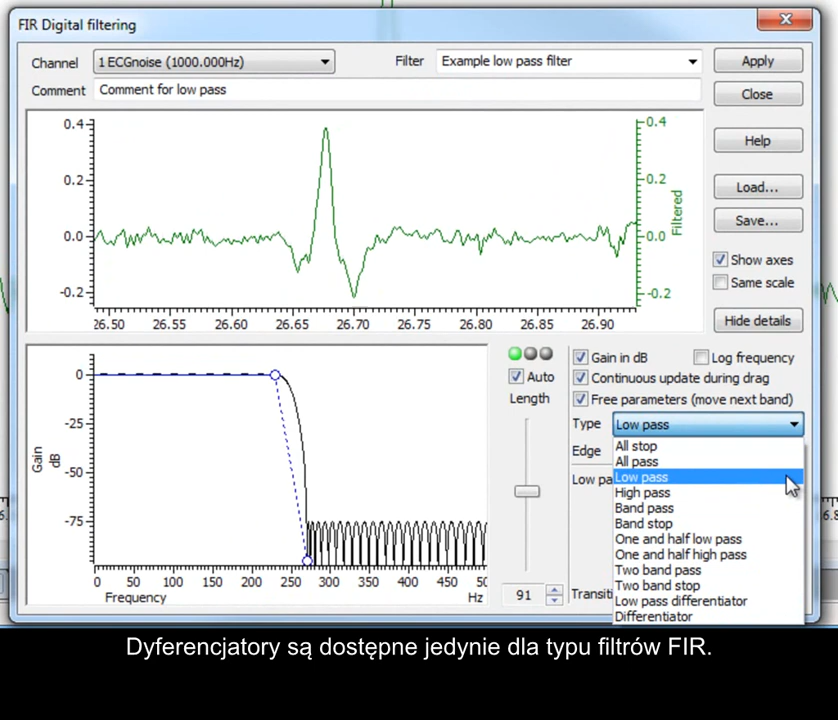 FIR Digital filtering
Channel 1 ECGnoise (1000.000Hz) Filter Example low pass filter Apply
Comment Comment for low pass Close
Help
Load...
Save...
Show axes
Same scale
Hide details
0.4 0.4
0.2 0.2
0.0 0.0
-0.2 -0.2
Filtered
26.50 26.55 26.60 26.65 26.70 26.75 26.80 26.85 26.90
0
-25
-50
-75
Gain dB
0 50 100 150 200 250 300 350 400 450
Frequency Hz
Auto
Length
91
Gain in dB Log frequency
Continuous update during drag
Free parameters (move next band)
Type Low pass
Edge
Low pa
Transiti
All stop
All pass
Low pass
High pass
Band pass
Band stop
One and half low pass
One and half high pass
Two band pass
Two band stop
Low pass differentiator
Differentiator
Dyferencjatory są dostępne jedynie dla typu filtrów FIR.